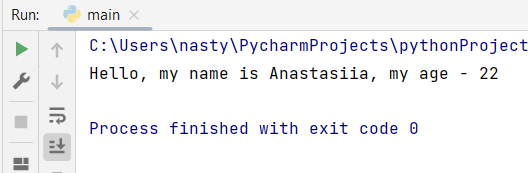 Run: main
C:\Users\nasty\PycharmProjects\pythonProject
Hello, my name is Anastasiia, my age - 22
Process finished with exit code 0